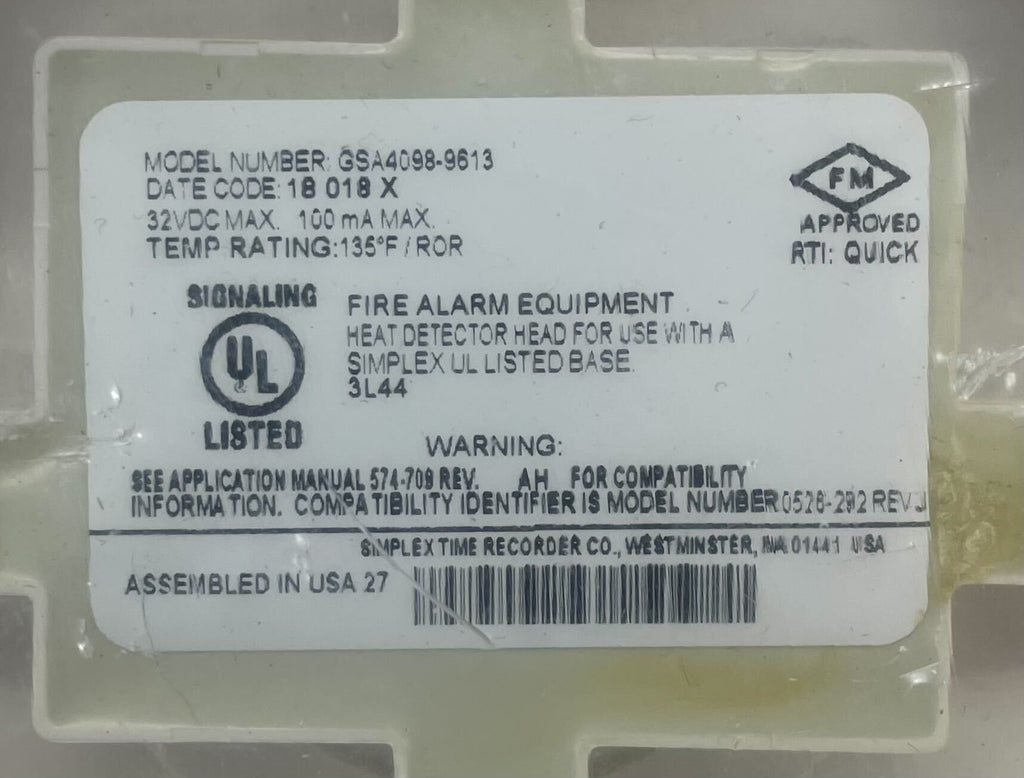 MODEL NUMBER: GSA4098-9613
DATE CODE: 18 018 X
32VDC MAX. 100 mA MAX.
TEMP RATING:135°F / ROR
FM
APPROVED
RTI: QUICK
SIGNALING
UL
LISTED
FIRE ALARM EQUIPMENT
HEAT DETECTOR HEAD FOR USE WITH A
SIMPLEX UL LISTED BASE.
3L44
WARNING:
SEE APPLICATION MANUAL 574-709 REV. AH FOR COMPATIBILITY
INFORMATION. COMPATIBILITY IDENTIFIER IS MODEL NUMBER 0526-292 REV J
SIMPLEX TIME RECORDER CO., WESTMINSTER, MA 01441 USA
ASSEMBLED IN USA 27